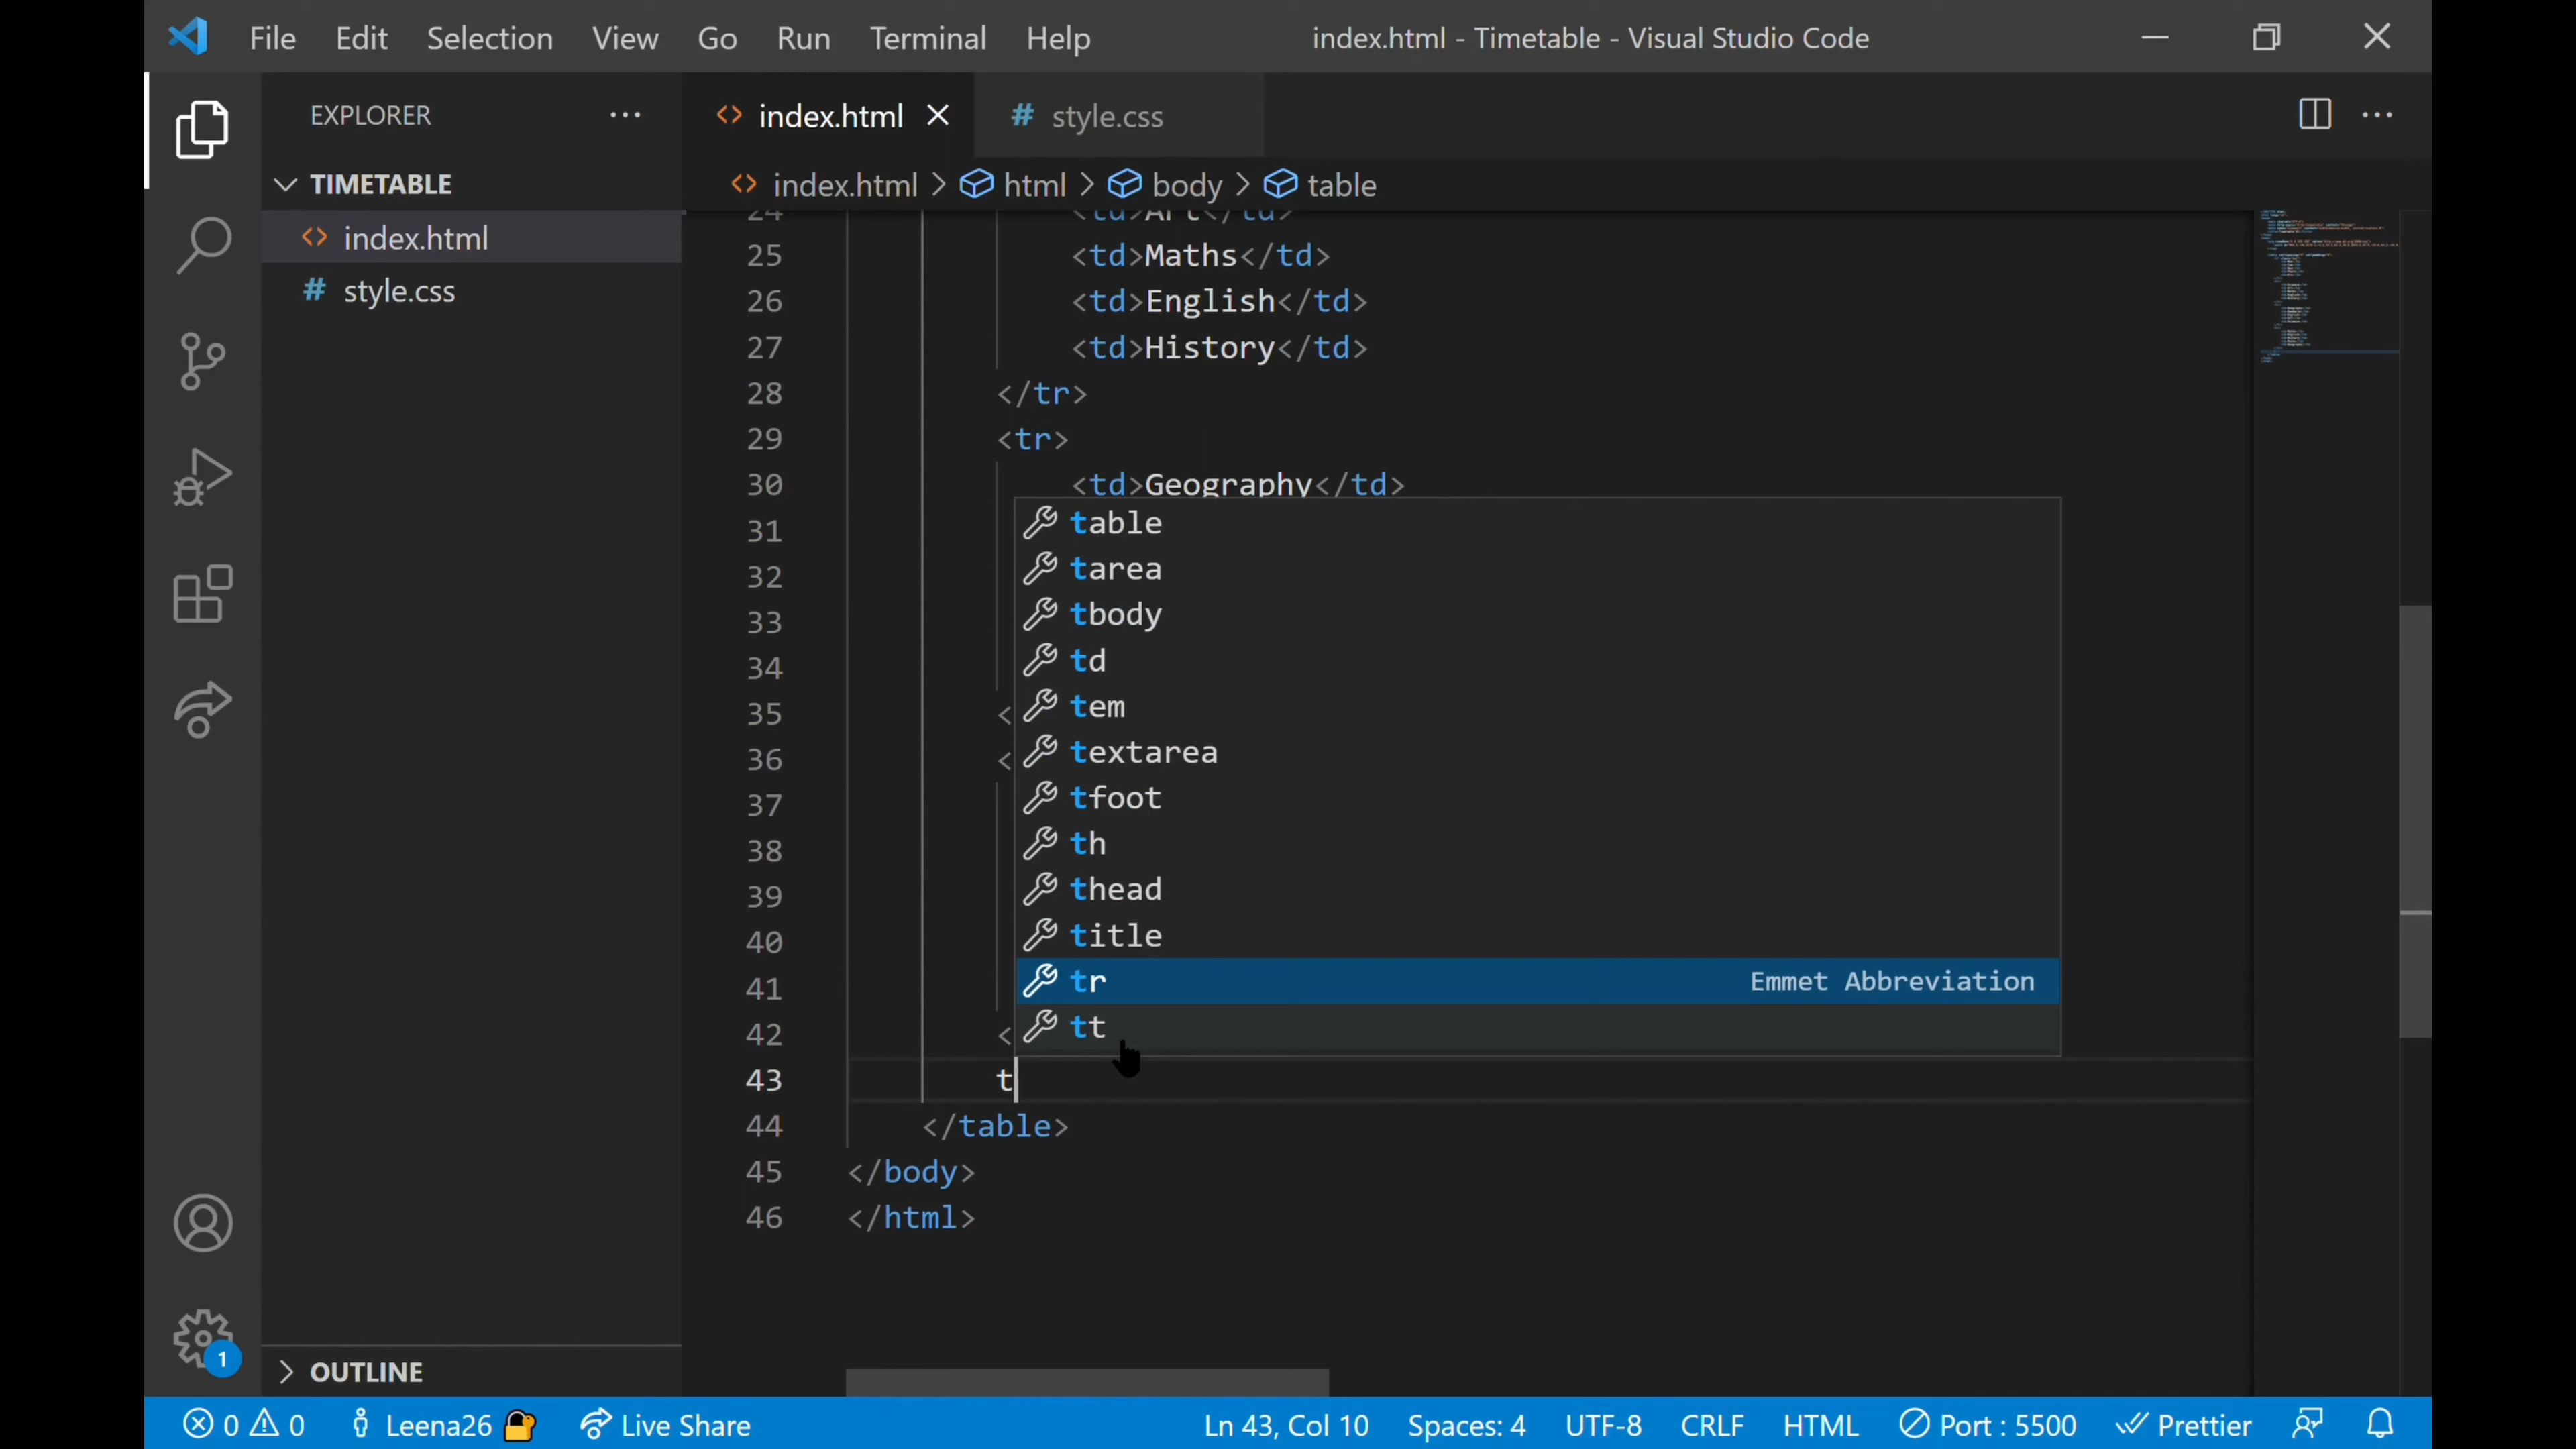 File Edit Selection View Go Run Terminal Help
index.html - Timetable - Visual Studio Code
EXPLORER
TIMETABLE
index.html
style.css
index.html
style.css
index.html > html > body > table
24 <td>Art</td>
25 <td>Maths</td>
26 <td>English</td>
27 <td>History</td>
28 </tr>
29 <tr>
30 <td>Geography</td>
31
32
33
34
35 <
36 <
37
38
39
40
41
42 <
43 t
44 </table>
45 </body>
46 </html>
table
tarea
tbody
td
tem
textarea
tfoot
th
thead
title
tr Emmet Abbreviation
tt
1
OUTLINE
0 0 Leena26 Live Share Ln 43, Col 10 Spaces: 4 UTF-8 CRLF HTML Port : 5500 Prettier